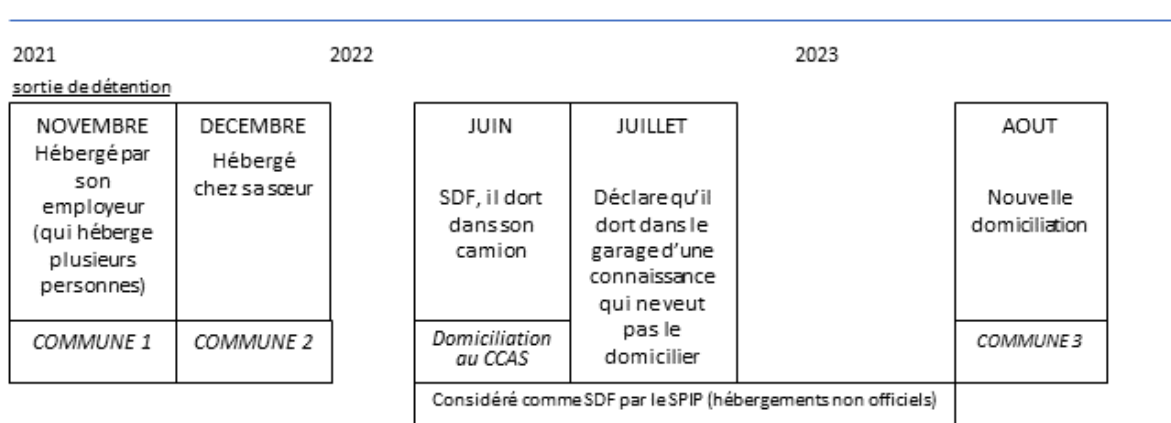 2021 2022 2023
sortie de détention
NOVEMBRE
Hébergé par
son
employeur
(qui héberge
plusieurs
personnes)
COMMUNE 1
DECEMBRE
Hébergé
chez sa sœur
COMMUNE 2
JUIN
SDF, il dort
dans son
camion
Domiciliation
au CCAS
JUILLET
Déclare qu'il
dort dans le
garage d'une
connaissance
qui ne veut
pas le
domicilier
Considéré comme SDF par le SPIP (hébergements non officiels)
AOUT
Nouvelle
domiciliation
COMMUNE 3